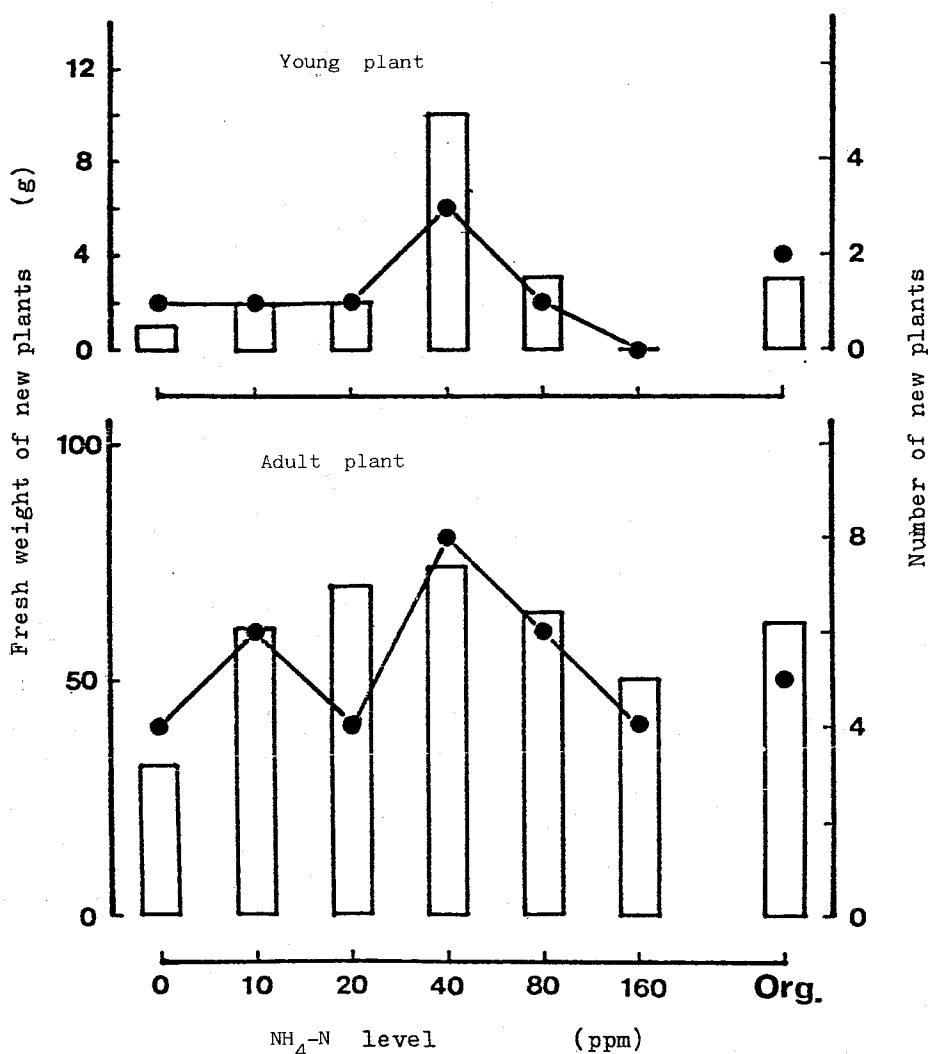 Young plant
12
8
4
0
4
2
0
Adult plant
100
50
0
8
4
0
0 10 20 40 80 160 Org.
NH4-N level (ppm)
Fresh weight of new plants (g)
Number of new plants